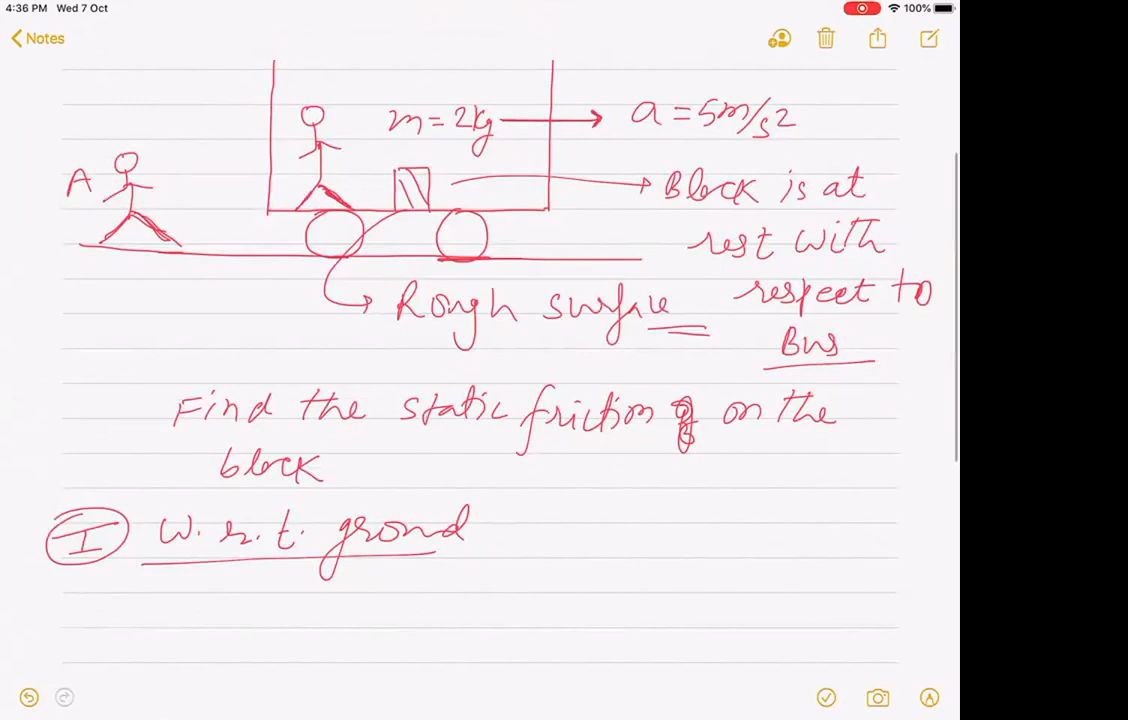 4:36 PM Wed 7 Oct
100%
Notes
m = 2kg
a = 5m/s2
A
Block is at
rest with
respect to
Bus
Rough surface
Find the static friction on the
block
I w.r.t. grond